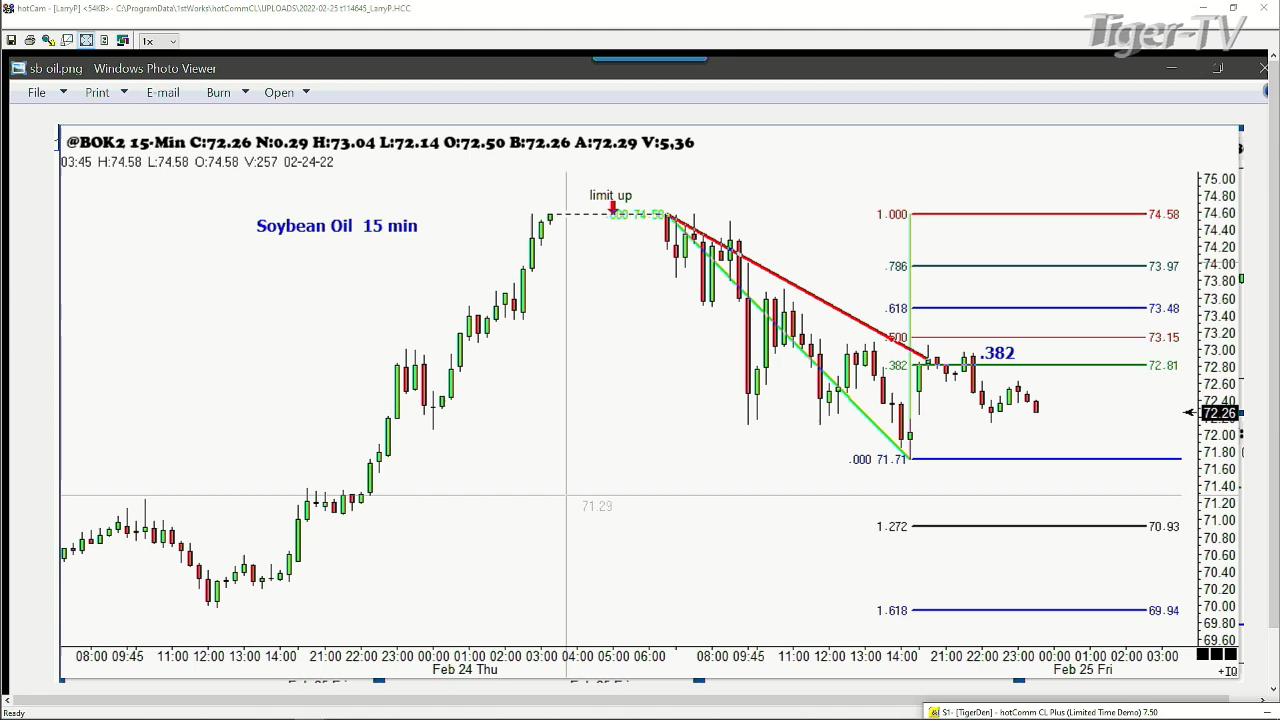 hotCam - [LarryP] <54KB>- C:\ProgramData\1stWorks\hotCommCL\UPLOADS\2022-02-25 t114645_LarryP.HCC
1x
Tiger-TV
sb oil.png - Windows Photo Viewer
File Print E-mail Burn Open
@BOK2 15-Min C:72.26 N:0.29 H:73.04 L:72.14 O:72.50 B:72.26 A:72.29 V:5,36
03:45 H:74.58 L:74.58 O:74.58 V:257 02-24-22
limit up
Soybean Oil 15 min
1.000 74.58
.786 73.97
.618 73.48
.500 73.15
.382
.382 72.81
.000 71.71
71.29
1.272 70.93
1.618 69.94
75.00
74.80
74.60
74.40
74.20
74.00
73.80
73.60
73.40
73.20
73.00
72.80
72.60
72.40
72.26
72.00
71.80
71.60
71.40
71.20
71.00
70.80
70.60
70.40
70.20
70.00
69.80
69.60
08:00 09:45 11:00 12:00 13:00 14:00 21:00 22:00 23:00 00:00 01:00 02:00 03:00 04:00 05:00 06:00 08:00 09:45 11:00 12:00 13:00 14:00 21:00 22:00 23:00 00:00 01:00 02:00 03:00
Feb 24 Thu Feb 25 Fri
+IQ
Ready
S1- [TigerDen] - hotComm CL Plus (Limited Time Demo) 7.50